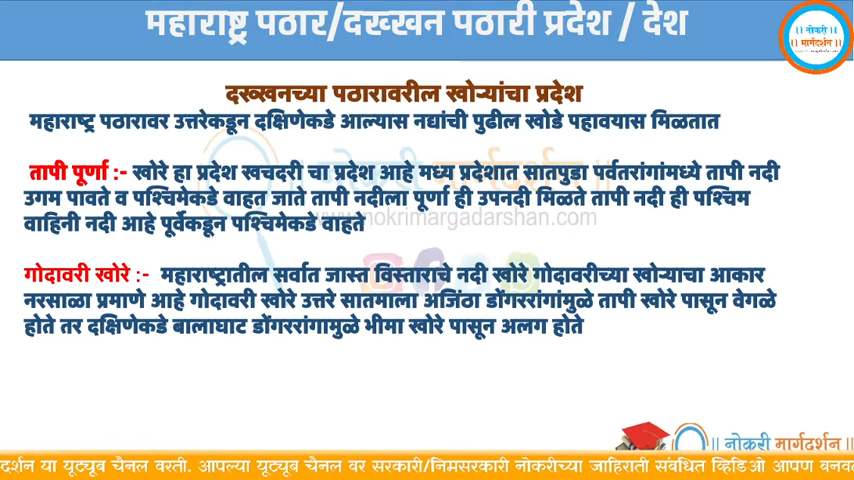 महाराष्ट्र पठार/दख्खन पठारी प्रदेश / देश
।। नोकरी ।।
।। मार्गदर्शन ।।
दख्खनच्या पठारावरील खोऱ्यांचा प्रदेश
महाराष्ट्र पठारावर उत्तरेकडून दक्षिणेकडे आल्यास नद्यांची पुढील खोडे पहावयास मिळतात
तापी पूर्णा :- खोरे हा प्रदेश खचदरी चा प्रदेश आहे मध्य प्रदेशात सातपुडा पर्वतरांगांमध्ये तापी नदी
उगम पावते व पश्चिमेकडे वाहत जाते तापी नदीला पूर्णा ही उपनदी मिळते तापी नदी ही पश्चिम
www.nokrimargadarshan.com
वाहिनी नदी आहे पूर्वेकडून पश्चिमेकडे वाहते
गोदावरी खोरे :- महाराष्ट्रातील सर्वात जास्त विस्ताराचे नदी खोरे गोदावरीच्या खोऱ्याचा आकार
नरसाळा प्रमाणे आहे गोदावरी खोरे उत्तरे सातमाला अजिंठा डोंगररांगांमुळे तापी खोरे पासून वेगळे
होते तर दक्षिणेकडे बालाघाट डोंगररांगामुळे भीमा खोरे पासून अलग होते
।। नोकरी मार्गदर्शन ।।
दर्शन या यूट्यूब चैनल वरती. आपल्या यूट्यूब चैनल वर सरकारी/निमसरकारी नोकरीच्या जाहिराती संबंधित व्हिडिओ आपण बनव